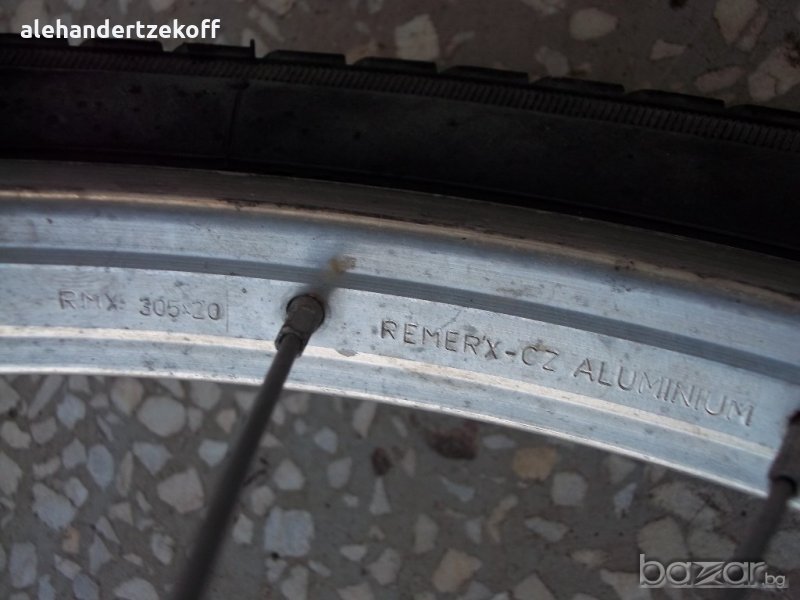 alehandertzekoff
RMX 305x20
REMERX-CZ ALUMINIUM
bazar.bg